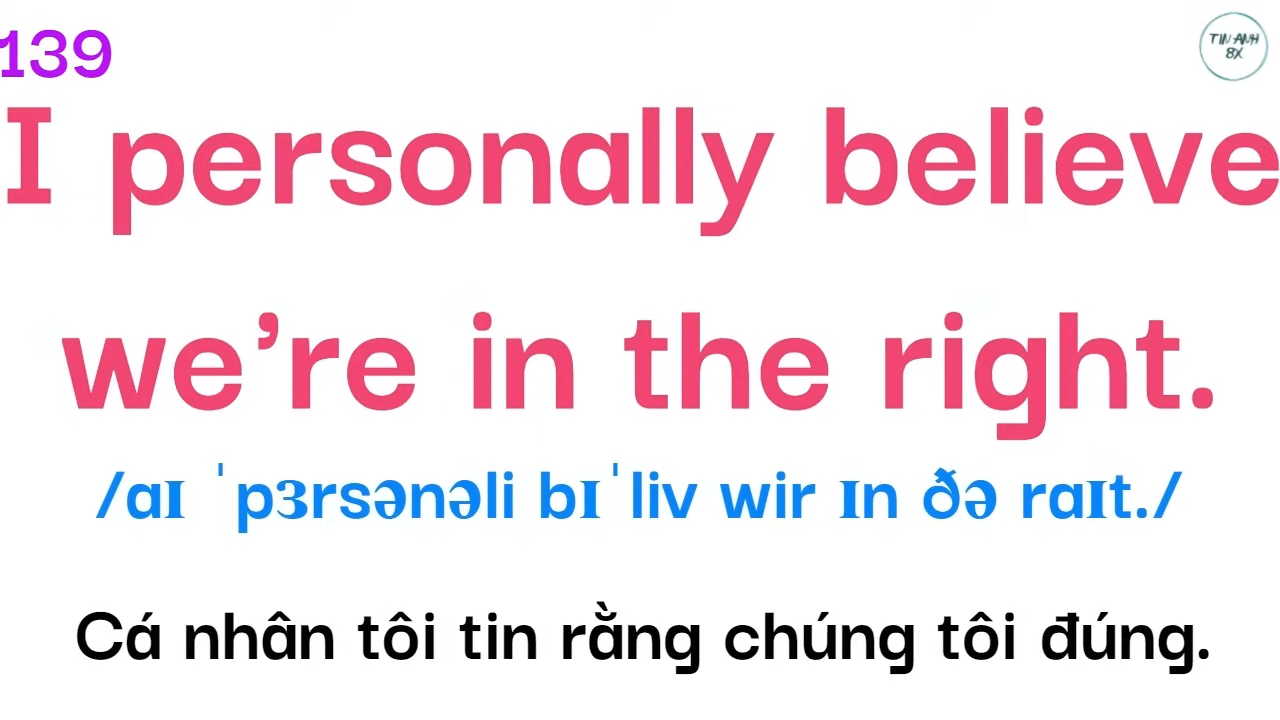 139
TIN ANH
8X
I personally believe
we’re in the right.
/aɪ ˈpɜrsənəli bɪˈliv wir ɪn ðə raɪt./
Cá nhân tôi tin rằng chúng tôi đúng.